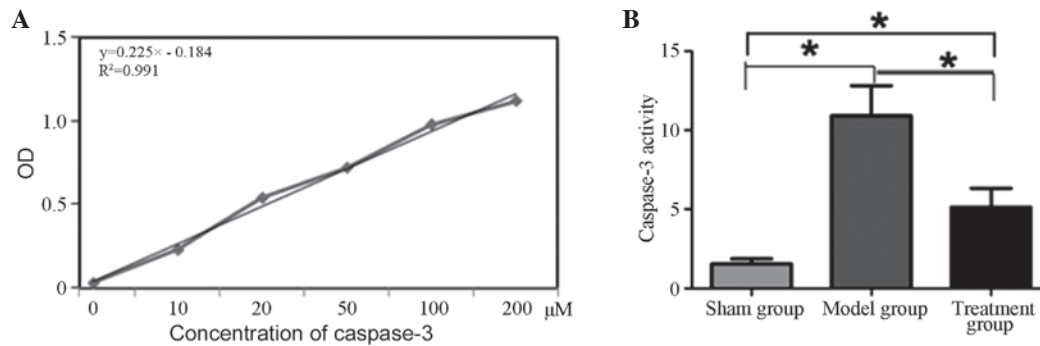 A
y=0.225× - 0.184
R²=0.991
1.5
1.0
0.5
0
OD
0 10 20 50 100 200 μM
Concentration of caspase-3
B
* * *
15
10
5
0
Caspase-3 activity
Sham group Model group Treatment group